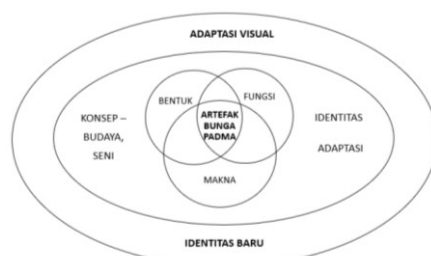 ADAPTASI VISUAL
BENTUK
FUNGSI
KONSEP –
BUDAYA,
SENI
ARTEFAK
BUNGA
PADMA
IDENTITAS
ADAPTASI
MAKNA
IDENTITAS BARU